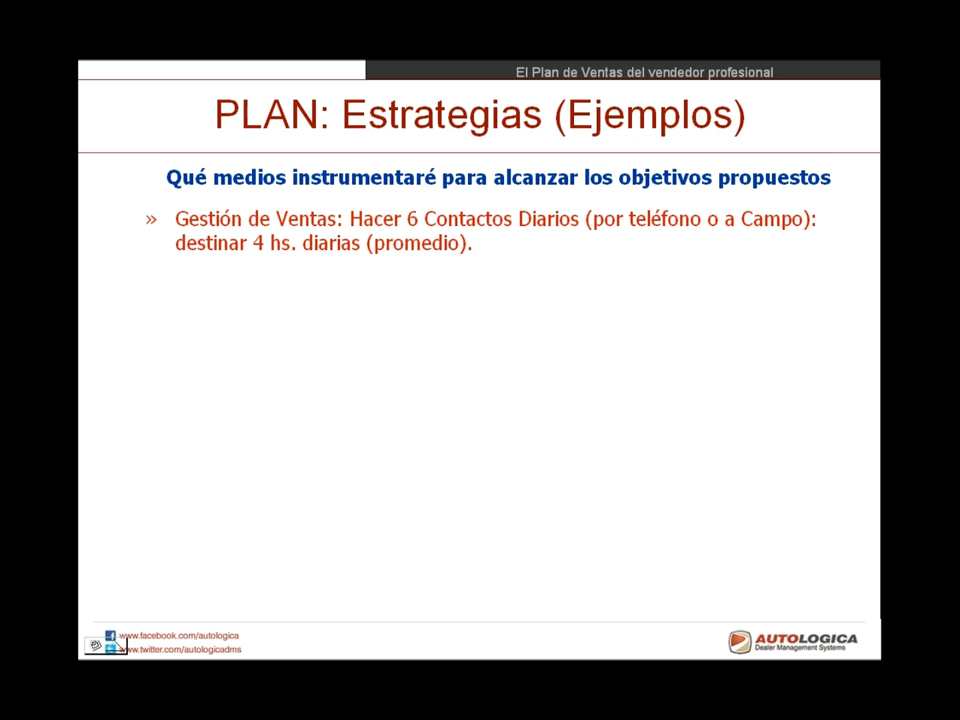 El Plan de Ventas del vendedor profesional
PLAN: Estrategias (Ejemplos)
Qué medios instrumentaré para alcanzar los objetivos propuestos
» Gestión de Ventas: Hacer 6 Contactos Diarios (por teléfono o a Campo):
destinar 4 hs. diarias (promedio).
www.facebook.com/autologica
www.twitter.com/autologicadms
AUTOLOGICA
Dealer Management Systems